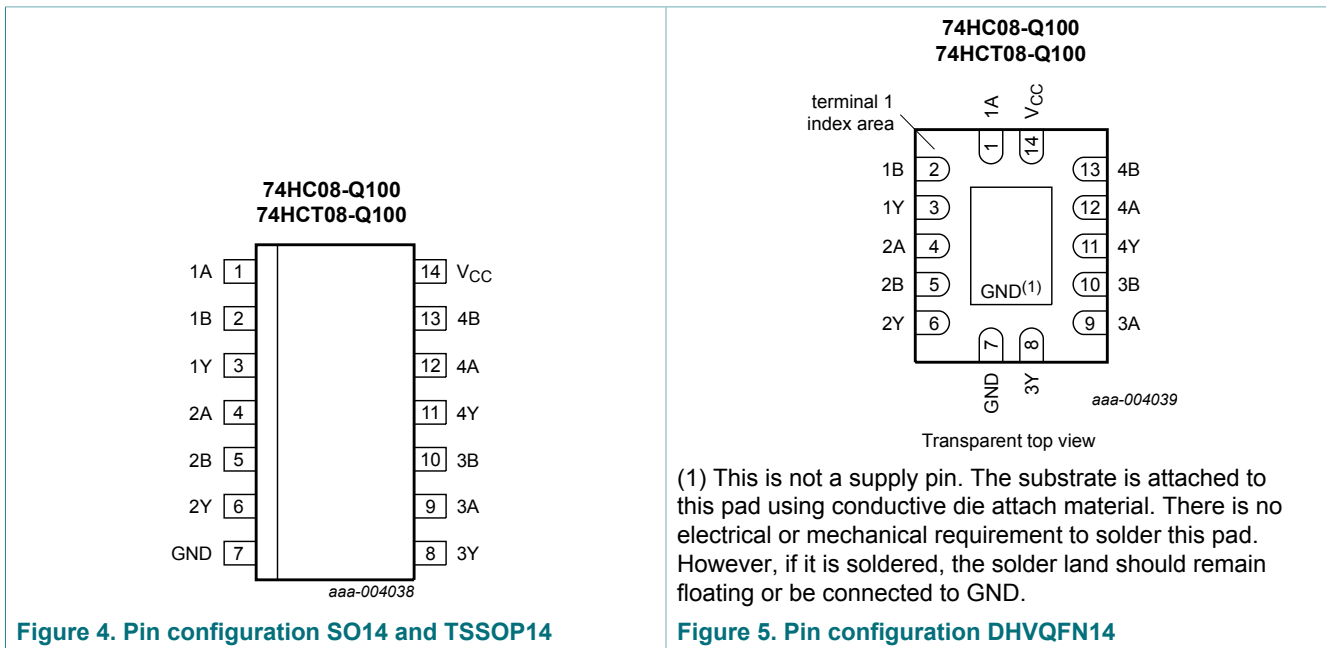 74HC08-Q100
74HCT08-Q100
1A 1
14 VCC
1B 2
13 4B
1Y 3
12 4A
2A 4
11 4Y
2B 5
10 3B
2Y 6
9 3A
GND 7
8 3Y
aaa-004038
Figure 4. Pin configuration SO14 and TSSOP14
74HC08-Q100
74HCT08-Q100
terminal 1
index area
1A
VCC
1
14
1B 2
13 4B
1Y 3
12 4A
2A 4
11 4Y
2B 5
10 3B
GND(1)
2Y 6
9 3A
7
8
GND
3Y
aaa-004039
Transparent top view
(1) This is not a supply pin. The substrate is attached to
this pad using conductive die attach material. There is no
electrical or mechanical requirement to solder this pad.
However, if it is soldered, the solder land should remain
floating or be connected to GND.
Figure 5. Pin configuration DHVQFN14